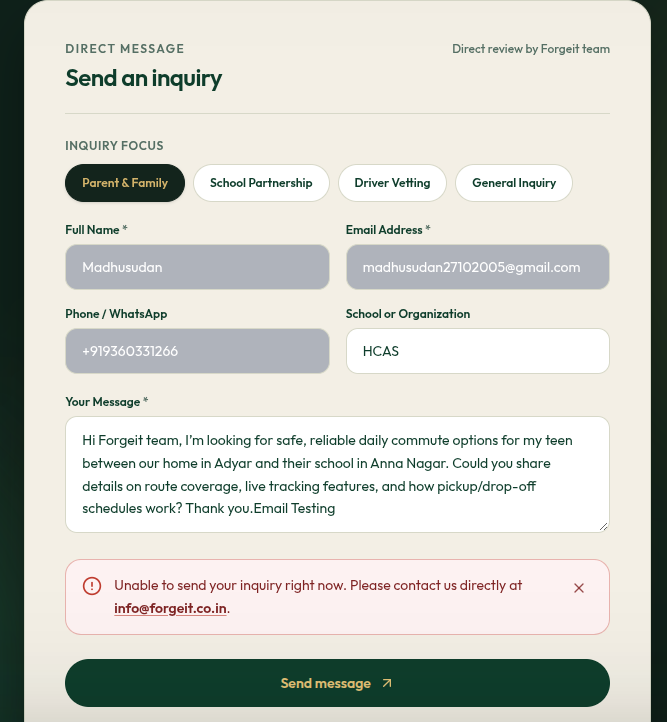 DIRECT MESSAGE
Direct review by Forgeit team
Send an inquiry
INQUIRY FOCUS
Parent & Family
School Partnership
Driver Vetting
General Inquiry
Full Name *
Email Address *
Madhusudan
madhusudan27102005@gmail.com
Phone / WhatsApp
School or Organization
+919360331266
HCAS
Your Message *
Hi Forgeit team, I'm looking for safe, reliable daily commute options for my teen
between our home in Adyar and their school in Anna Nagar. Could you share
details on route coverage, live tracking features, and how pickup/drop-off
schedules work? Thank you.Email Testing
Unable to send your inquiry right now. Please contact us directly at
info@forgeit.co.in.
Send message